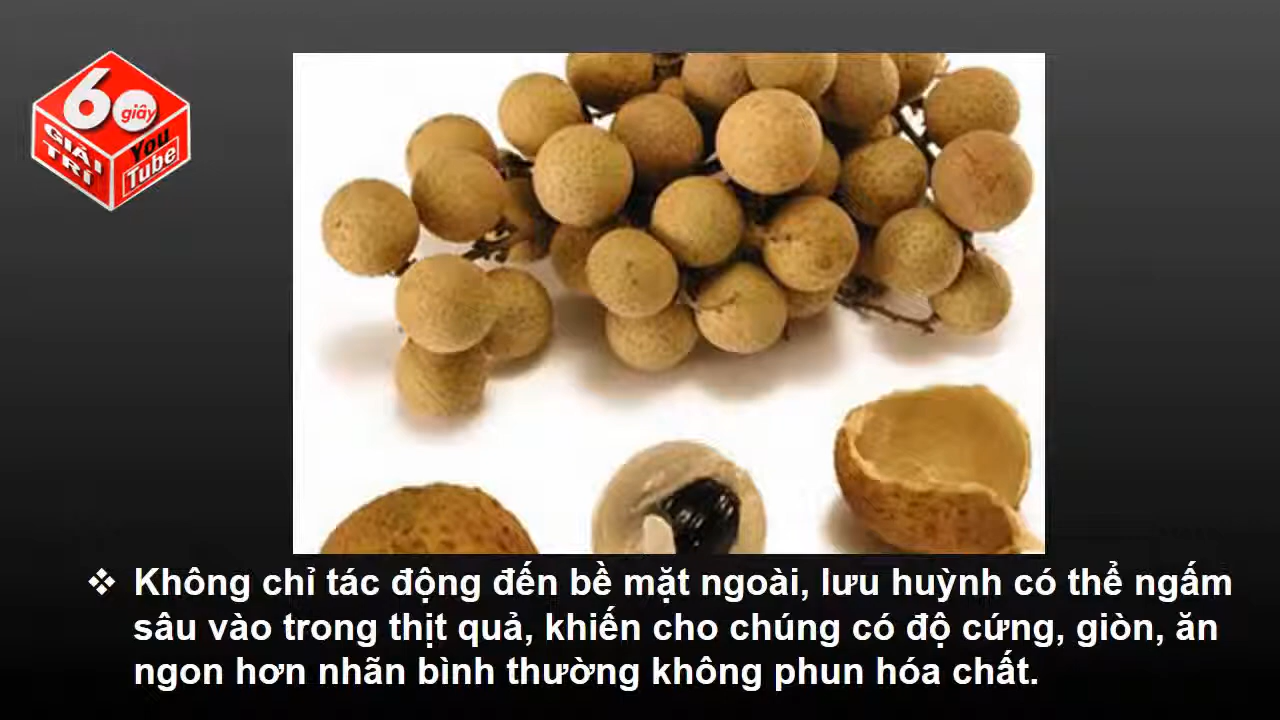 60 giây
GIẢI TRÍ
YouTube
❖ Không chỉ tác động đến bề mặt ngoài, lưu huỳnh có thể ngấm
sâu vào trong thịt quả, khiến cho chúng có độ cứng, giòn, ăn
ngon hơn nhãn bình thường không phun hóa chất.